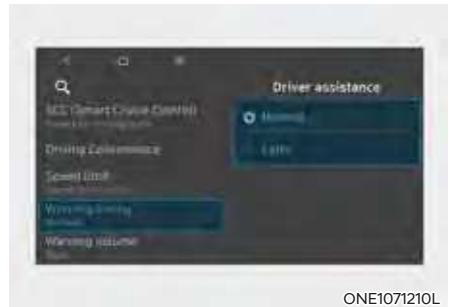 Driver assistance
SCC (Smart Cruise Control)
Normal
Driving Convenience
Later
Speed Limit
Warning timing
Normal
Warning Volume
ONE1071210L